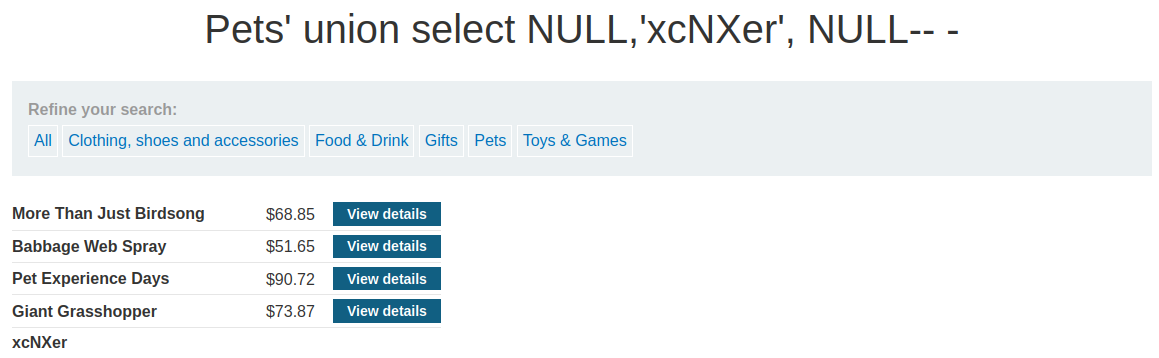 Pets' union select NULL,'xcNXer', NULL-- -
Refine your search:
All Clothing, shoes and accessories Food & Drink Gifts Pets Toys & Games
More Than Just Birdsong $68.85 View details
Babbage Web Spray $51.65 View details
Pet Experience Days $90.72 View details
Giant Grasshopper $73.87 View details
xcNXer